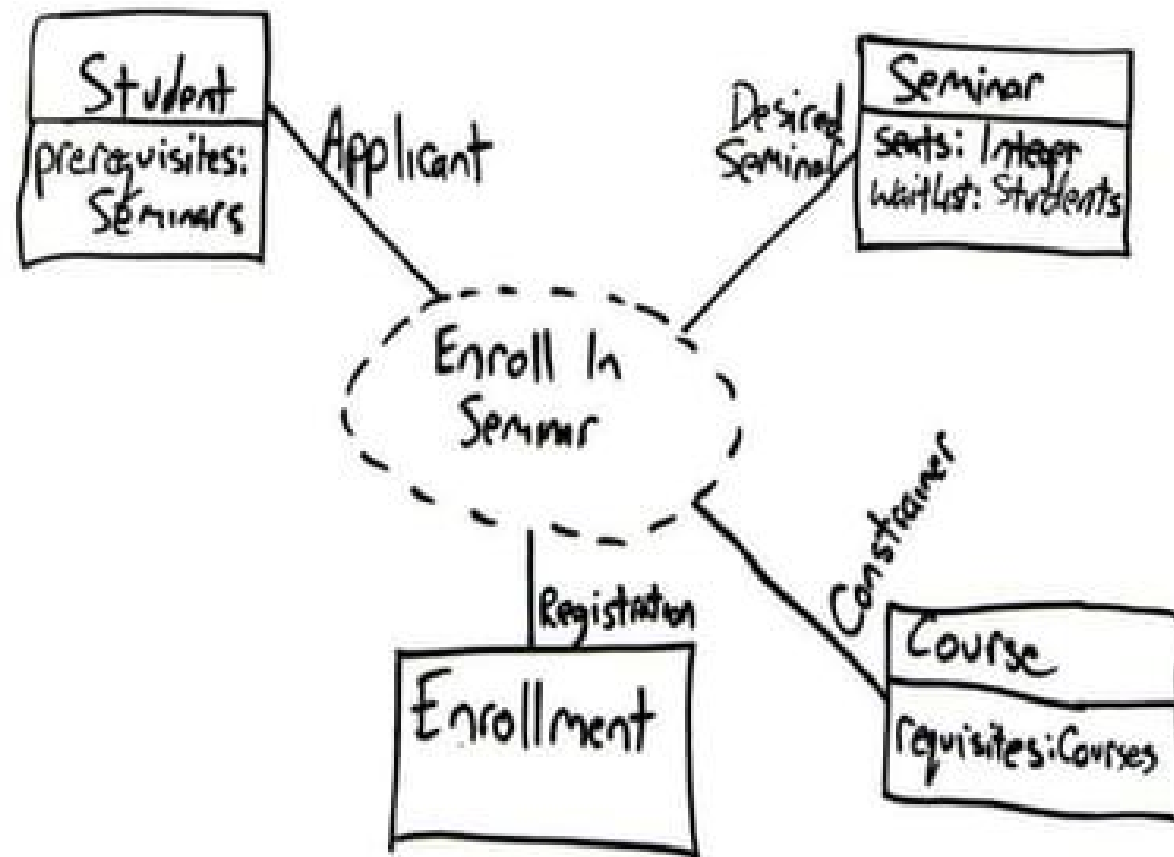 Student
prerequisites:
Seminars
Applicant
Desired
Seminar
Seminar
seats: Integer
Waitlist: Students
Enroll In
Seminar
Constrainer
Registration
Enrollment
Course
requisites:Courses